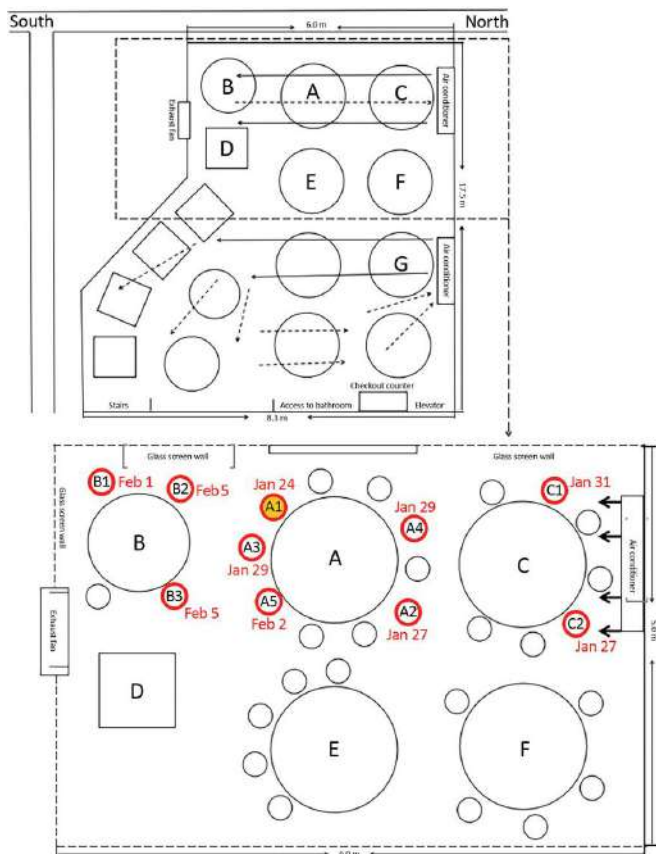 South
North
6.0 m
B
A
C
Air conditioner
Exhaust fan
D
E
F
17.5 m
G
Air conditioner
Checkout counter
Stairs
Access to bathroom
Elevator
8.3 m
Glass screen wall
Glass screen wall
Glass screen wall
B1 Feb 1
B2 Feb 5
Jan 24
A1
C1 Jan 31
Jan 29
A4
B
A3
Jan 29
A
C
Air conditioner
Exhaust fan
B3
Feb 5
A5
Feb 2
A2
Jan 27
C2
Jan 27
D
E
F